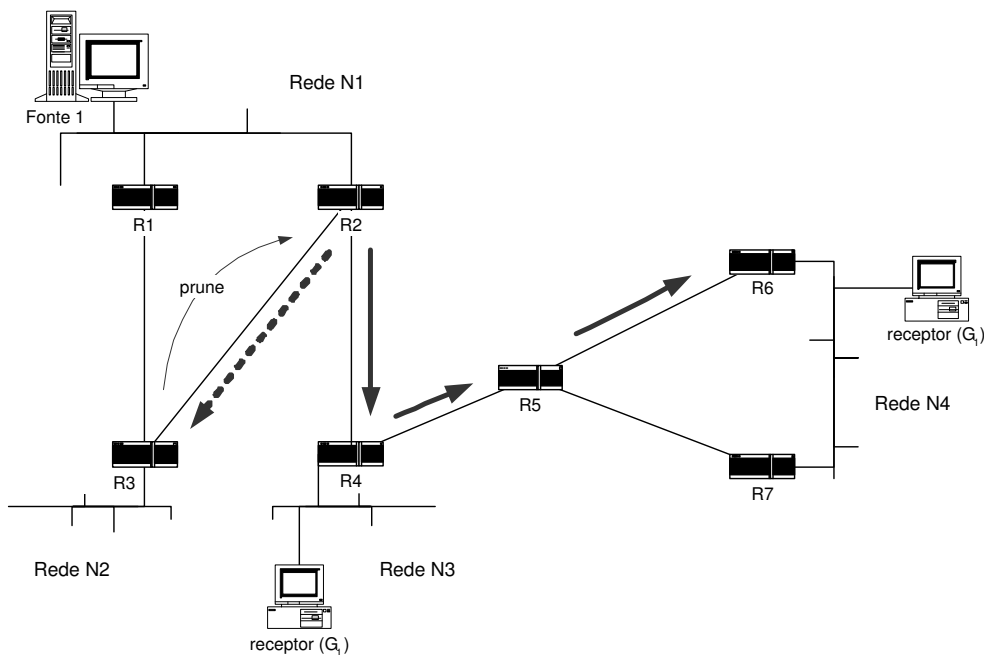 Rede N1
Fonte 1
R1
R2
prune
R6
receptor (G₁)
R5
Rede N4
R3
R4
R7
Rede N2
Rede N3
receptor (G₁)